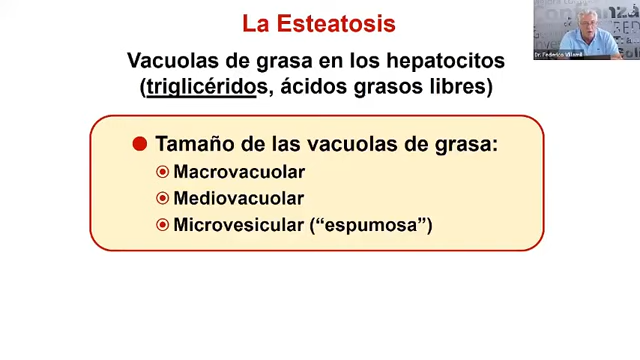 La Esteatosis
Vacuolas de grasa en los hepatocitos
(triglicéridos, ácidos grasos libres)
Tamaño de las vacuolas de grasa:
Macrovacuolar
Mediovacuolar
Microvesicular (“espumosa”)
Dr. Federico Villamil